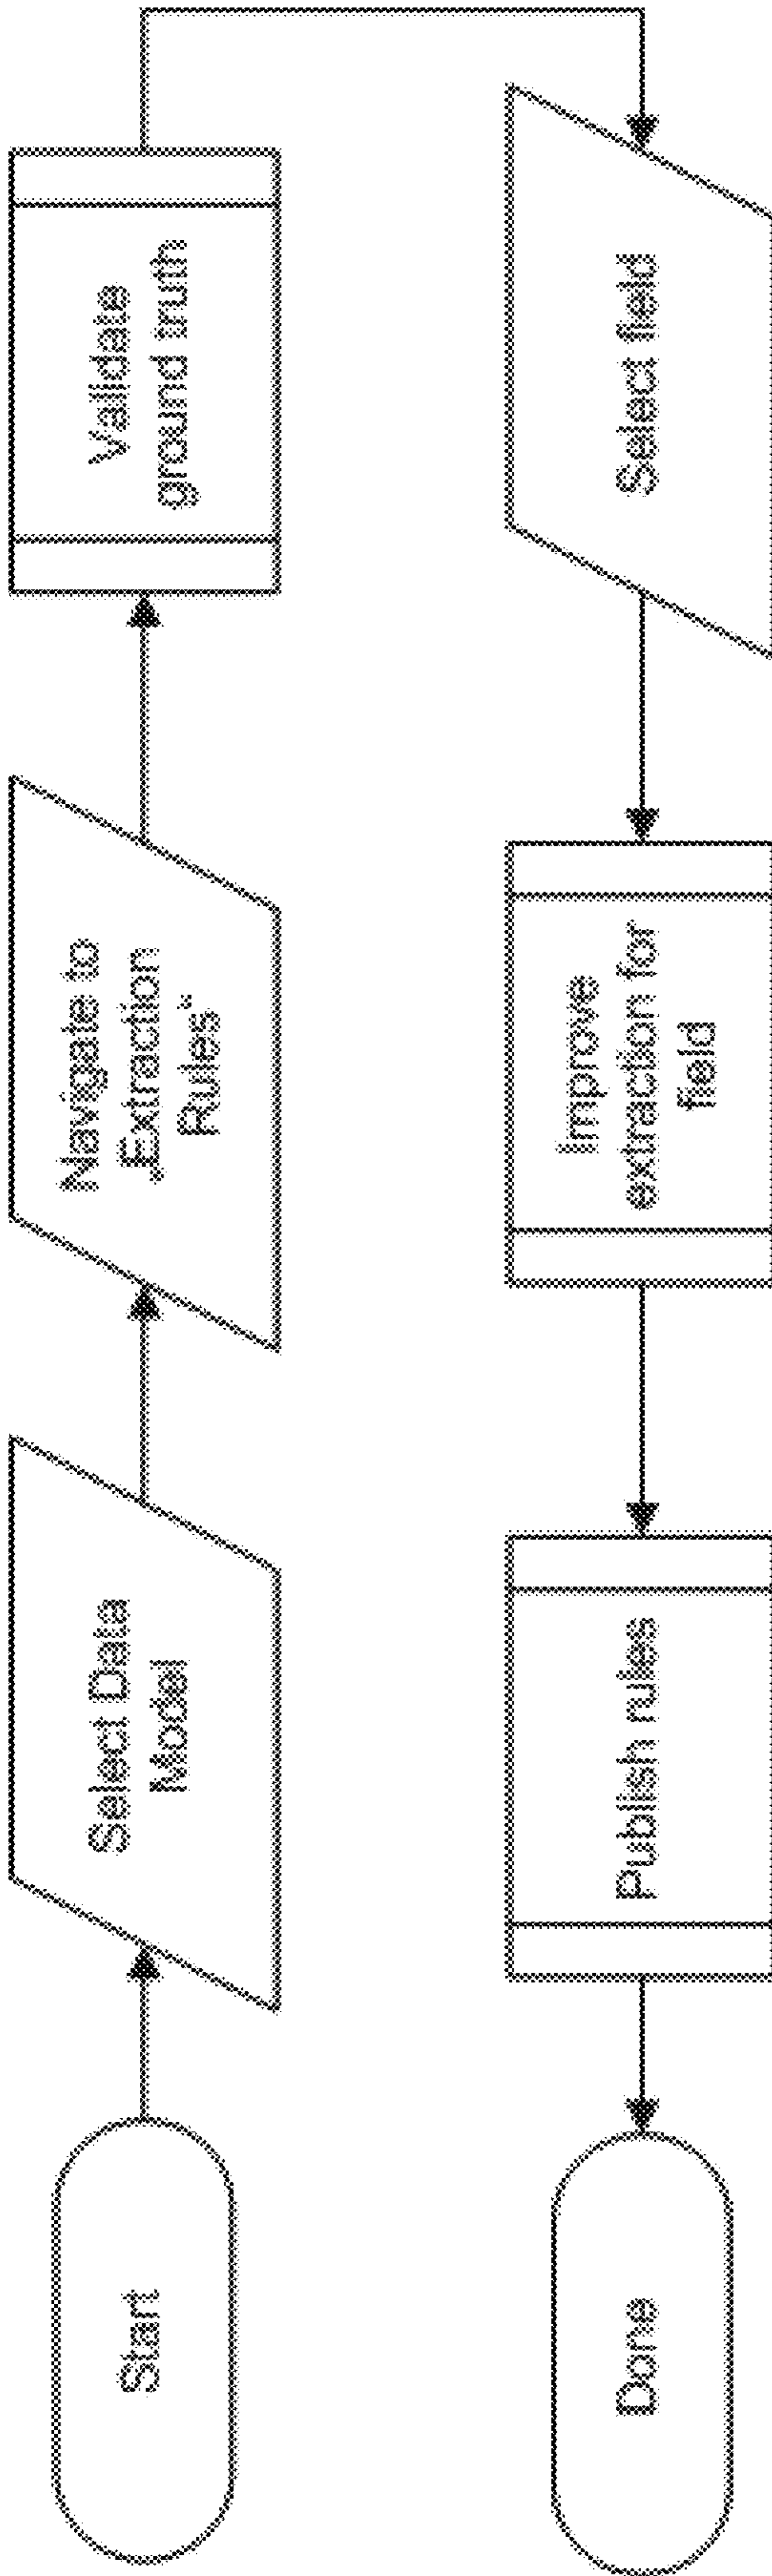 Start
Select Data
Model
Navigate to
„Extraction
Rules“
Validate
ground truth
Select field
Improve
extraction for
field
Publish rules
Done